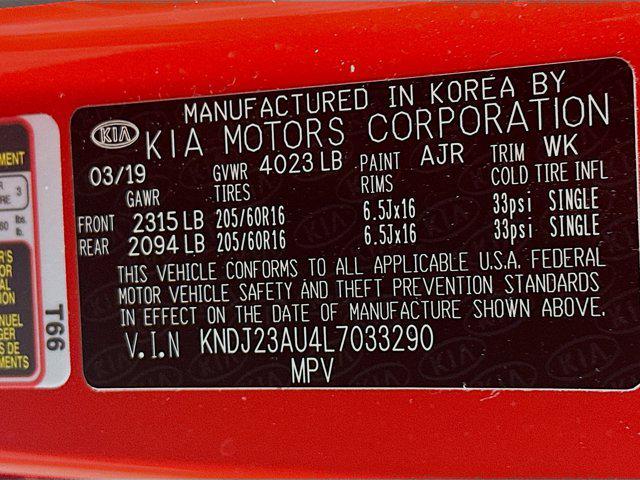 MANUFACTURED IN KOREA BY
KIA KIA MOTORS CORPORATION
03/19 GVWR 4023 LB PAINT AJR TRIM WK
GAWR TIRES RIMS COLD TIRE INFL
FRONT 2315 LB 205/60R16 6.5Jx16 33psi SINGLE
REAR 2094 LB 205/60R16 6.5Jx16 33psi SINGLE
THIS VEHICLE CONFORMS TO ALL APPLICABLE U.S.A. FEDERAL
MOTOR VEHICLE SAFETY AND THEFT PREVENTION STANDARDS
IN EFFECT ON THE DATE OF MANUFACTURE SHOWN ABOVE.
V.I.N KNDJ23AU4L7033290
MPV
T66
3
lbs.